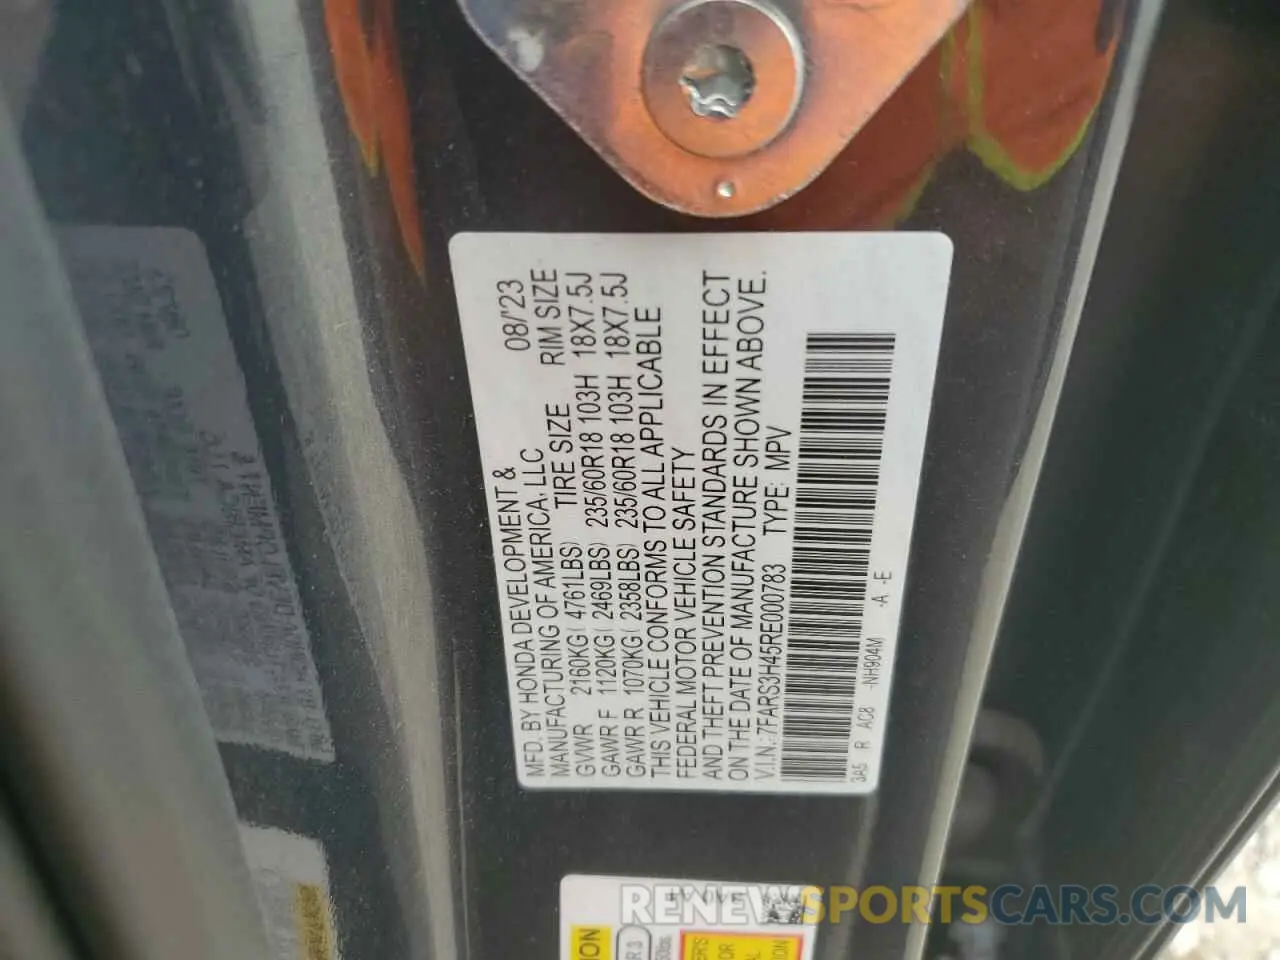 MFD. BY HONDA DEVELOPMENT & 08/'23
MANUFACTURING OF AMERICA, LLC
TIRE SIZE RIM SIZE
GVWR 2160KG( 4761LBS)
GAWR F 1120KG( 2469LBS) 235/60R18 103H 18X7.5J
GAWR R 1070KG( 2358LBS) 235/60R18 103H 18X7.5J
THIS VEHICLE CONFORMS TO ALL APPLICABLE
FEDERAL MOTOR VEHICLE SAFETY
AND THEFT PREVENTION STANDARDS IN EFFECT
ON THE DATE OF MANUFACTURE SHOWN ABOVE.
V.I.N.:7FARS3H45RE000783 TYPE: MPV
3A5 R AC8 -NH904M -A -E
RENEWSPORTSCARS.COM